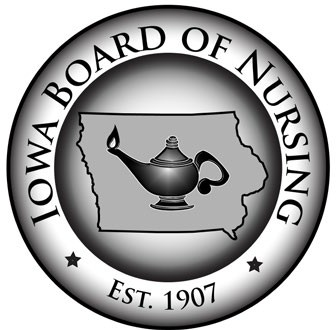 IOWA BOARD OF NURSING
EST. 1907